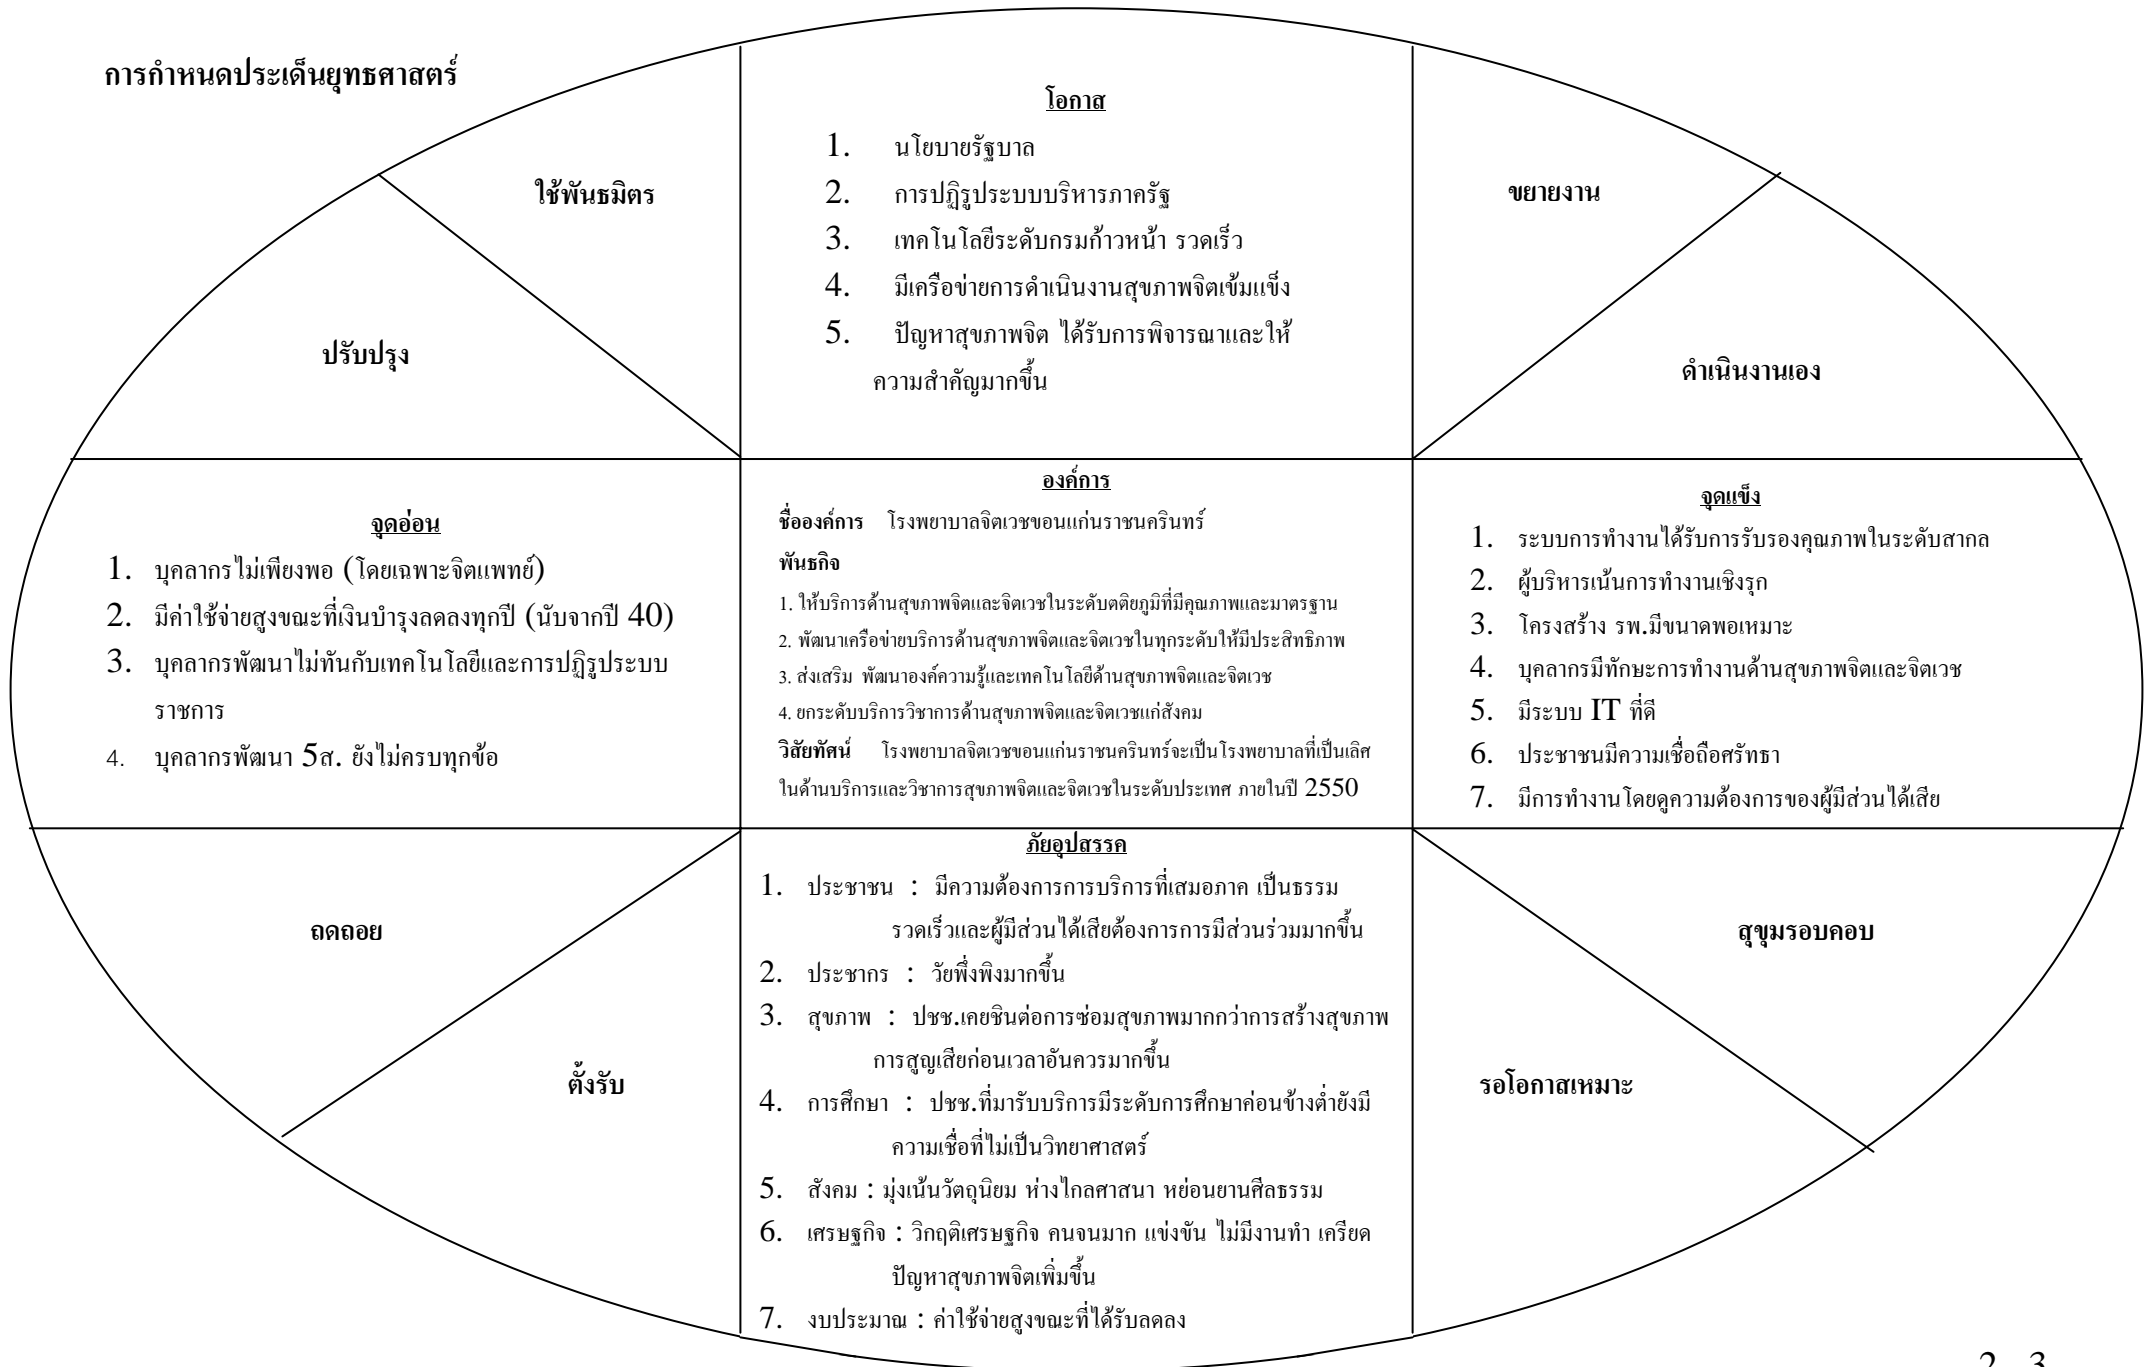 การกำหนดประเด็นยุทธศาสตร์
โอกาส
1. นโยบายรัฐบาล
2. การปฏิรูประบบบริหารภาครัฐ
3. เทคโนโลยีระดับกรมก้าวหน้า รวดเร็ว
4. มีเครือข่ายการดำเนินงานสุขภาพจิตเข้มแข็ง
5. ปัญหาสุขภาพจิต ได้รับการพิจารณาและให้
ความสำคัญมากขึ้น
ใช้พันธมิตร
ปรับปรุง
ขยายงาน
ดำเนินงานเอง
จุดอ่อน
1. บุคลากรไม่เพียงพอ (โดยเฉพาะจิตแพทย์)
2. มีค่าใช้จ่ายสูงขณะที่เงินบำรุงลดลงทุกปี (นับจากปี 40)
3. บุคลากรพัฒนาไม่ทันกับเทคโนโลยีและการปฏิรูประบบ
ราชการ
4. บุคลากรพัฒนา 5ส. ยังไม่ครบทุกข้อ
องค์การ
ชื่อองค์การ โรงพยาบาลจิตเวชขอนแก่นราชนครินทร์
พันธกิจ
1. ให้บริการด้านสุขภาพจิตและจิตเวชในระดับตติยภูมิที่มีคุณภาพและมาตรฐาน
2. พัฒนาเครือข่ายบริการด้านสุขภาพจิตและจิตเวชในทุกระดับให้มีประสิทธิภาพ
3. ส่งเสริม พัฒนาองค์ความรู้และเทคโนโลยีด้านสุขภาพจิตและจิตเวช
4. ยกระดับบริการวิชาการด้านสุขภาพจิตและจิตเวชแก่สังคม
วิสัยทัศน์ โรงพยาบาลจิตเวชขอนแก่นราชนครินทร์จะเป็นโรงพยาบาลที่เป็นเลิศ
ในด้านบริการและวิชาการสุขภาพจิตและจิตเวชในระดับประเทศ ภายในปี 2550
จุดแข็ง
1. ระบบการทำงานได้รับการรับรองคุณภาพในระดับสากล
2. ผู้บริหารเน้นการทำงานเชิงรุก
3. โครงสร้าง รพ.มีขนาดพอเหมาะ
4. บุคลากรมีทักษะการทำงานด้านสุขภาพจิตและจิตเวช
5. มีระบบ IT ที่ดี
6. ประชาชนมีความเชื่อถือศรัทธา
7. มีการทำงานโดยดูความต้องการของผู้มีส่วนได้เสีย
ถดถอย
ตั้งรับ
ภัยอุปสรรค
1. ประชาชน : มีความต้องการการบริการที่เสมอภาค เป็นธรรม
รวดเร็วและผู้มีส่วนได้เสียต้องการการมีส่วนร่วมมากขึ้น
2. ประชากร : วัยพึ่งพิงมากขึ้น
3. สุขภาพ : ปชช.เคยชินต่อการซ่อมสุขภาพมากกว่าการสร้างสุขภาพ
การสูญเสียก่อนเวลาอันควรมากขึ้น
4. การศึกษา : ปชช.ที่มารับบริการมีระดับการศึกษาค่อนข้างต่ำยังมี
ความเชื่อที่ไม่เป็นวิทยาศาสตร์
5. สังคม : มุ่งเน้นวัตถุนิยม ห่างไกลศาสนา หย่อนยานศีลธรรม
6. เศรษฐกิจ : วิกฤติเศรษฐกิจ คนจนมาก แข่งขัน ไม่มีงานทำ เครียด
ปัญหาสุขภาพจิตเพิ่มขึ้น
7. งบประมาณ : ค่าใช้จ่ายสูงขณะที่ได้รับลดลง
สุขุมรอบคอบ
รอโอกาสเหมาะ